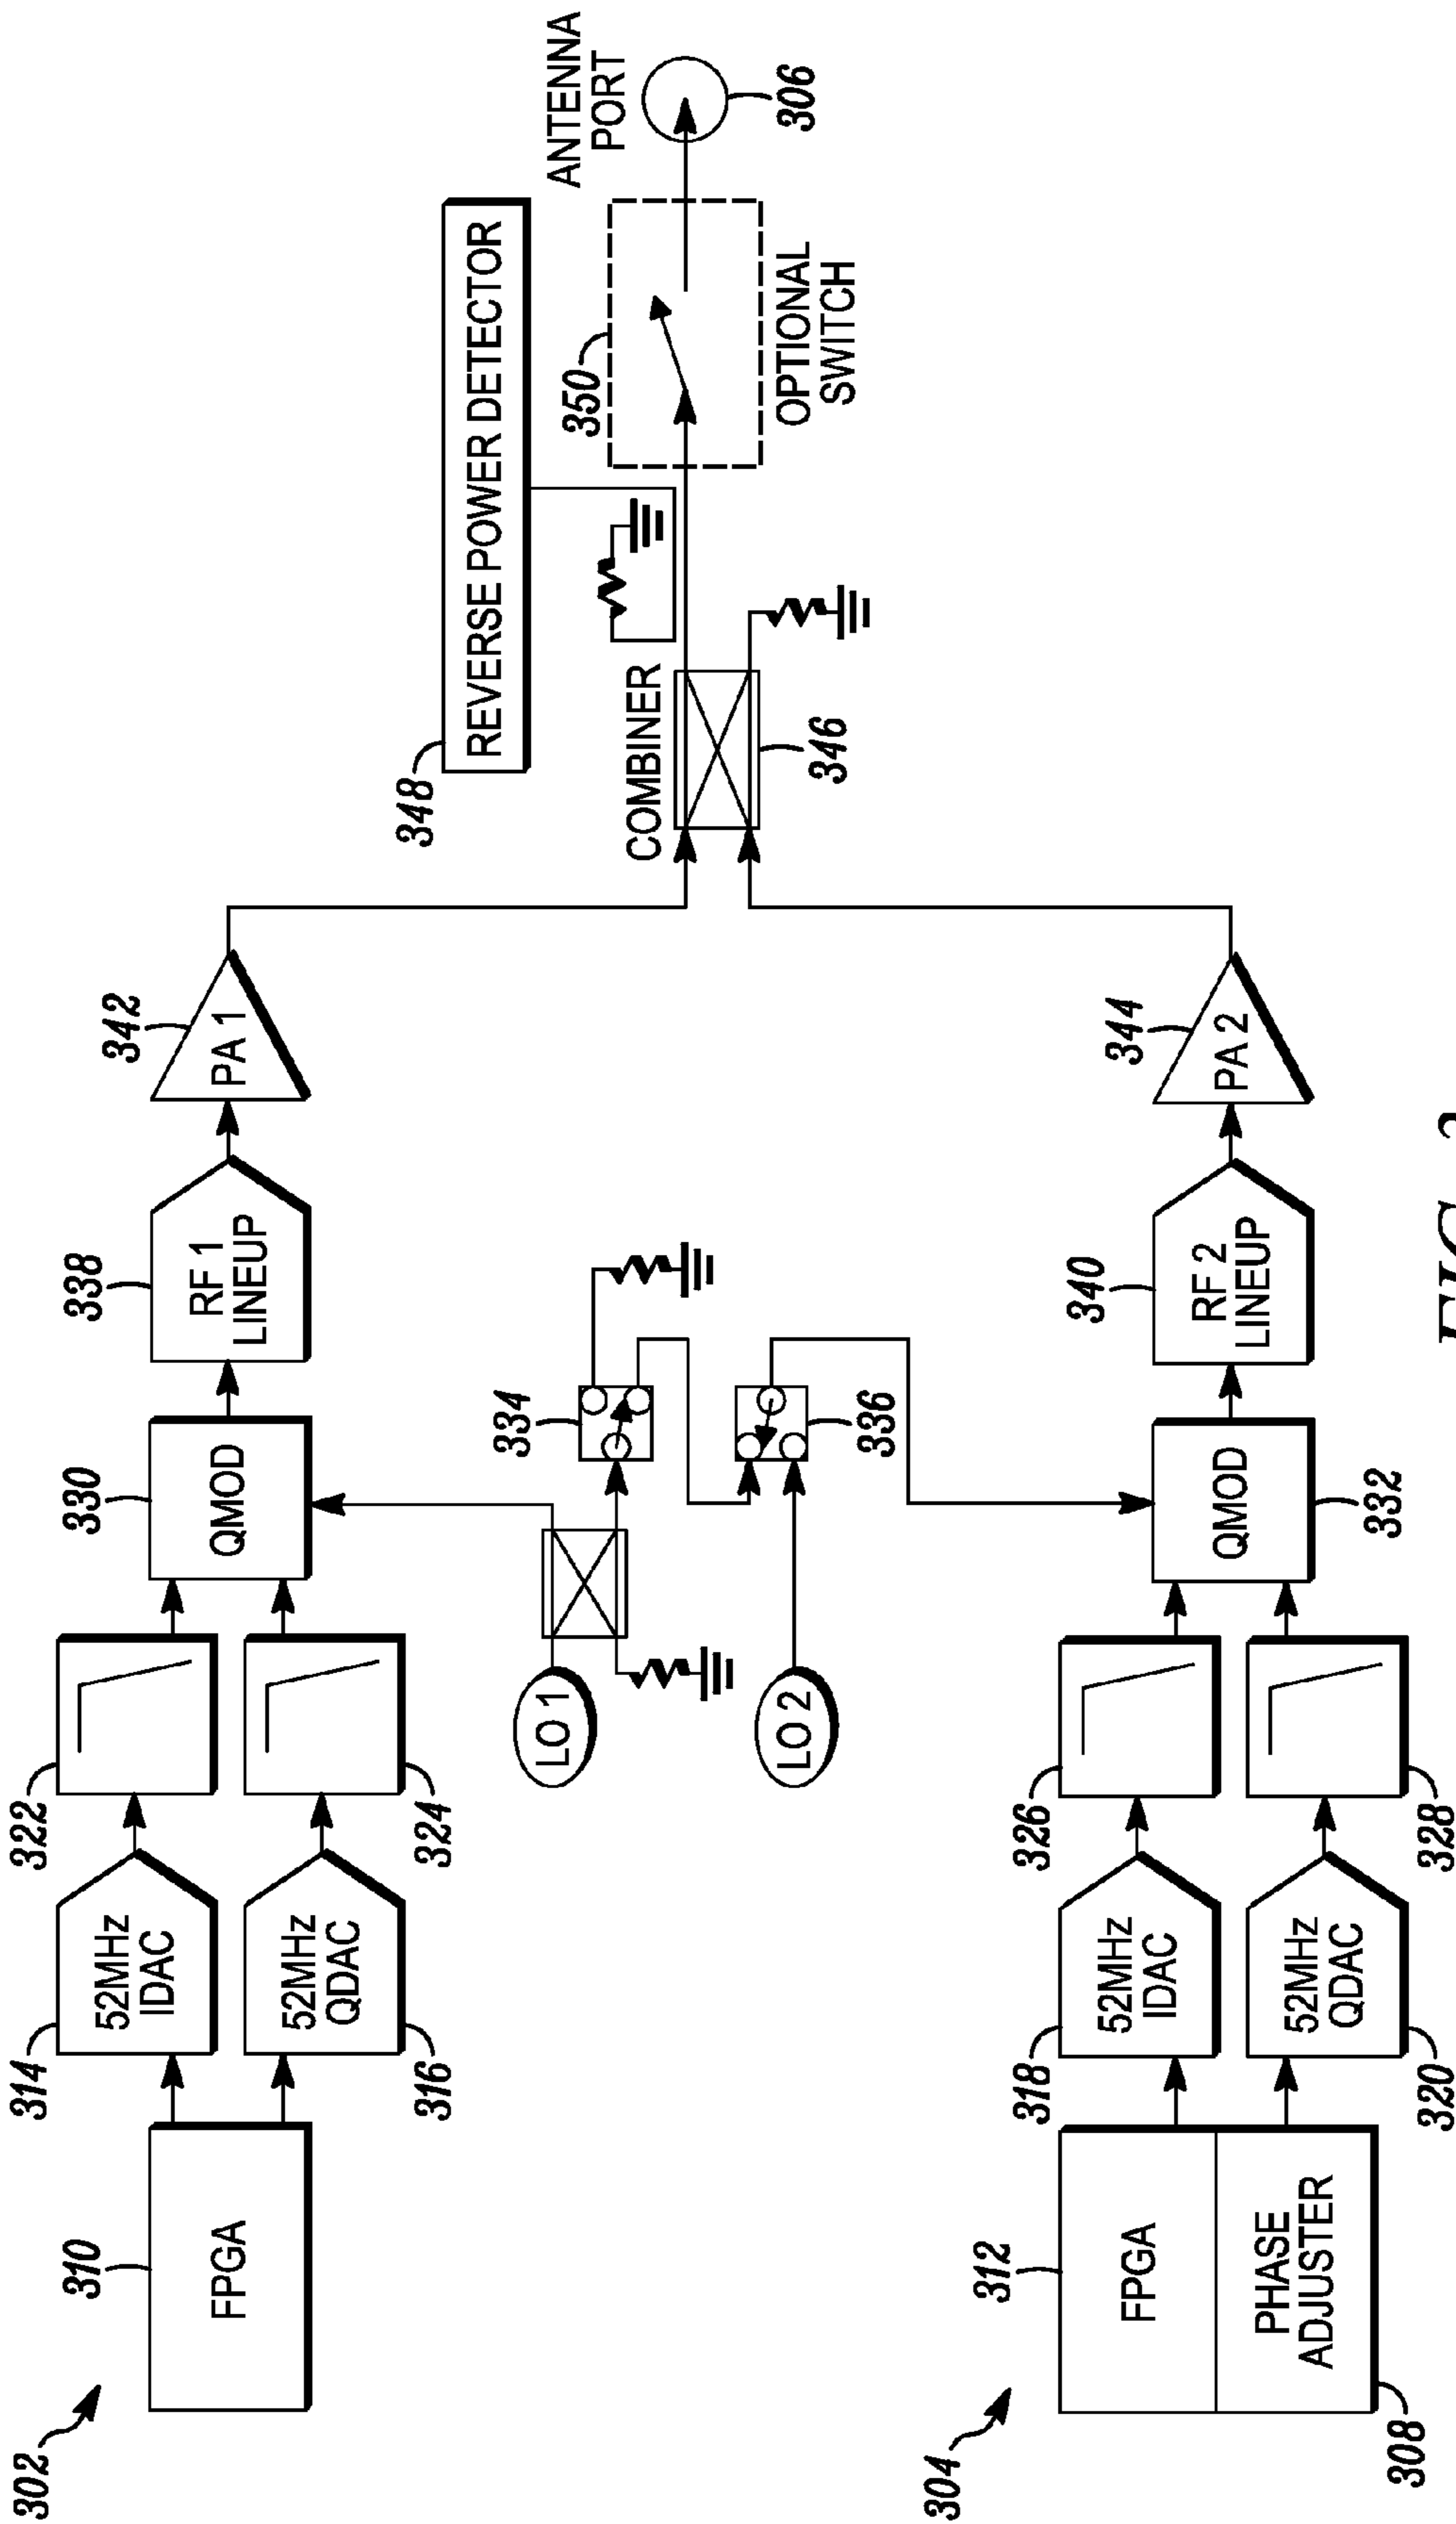 302
310
FPGA
314
52MHz
IDAC
316
52MHz
QDAC
322
324
330
QMOD
338
RF 1
LINEUP
342
PA 1
LO 1
LO 2
334
336
348
REVERSE POWER DETECTOR
COMBINER
346
350
OPTIONAL
SWITCH
ANTENNA
PORT
306
304
312
FPGA
PHASE
ADJUSTER
308
318
52MHz
IDAC
320
52MHz
QDAC
326
328
QMOD
332
340
RF 2
LINEUP
344
PA 2
FIG.